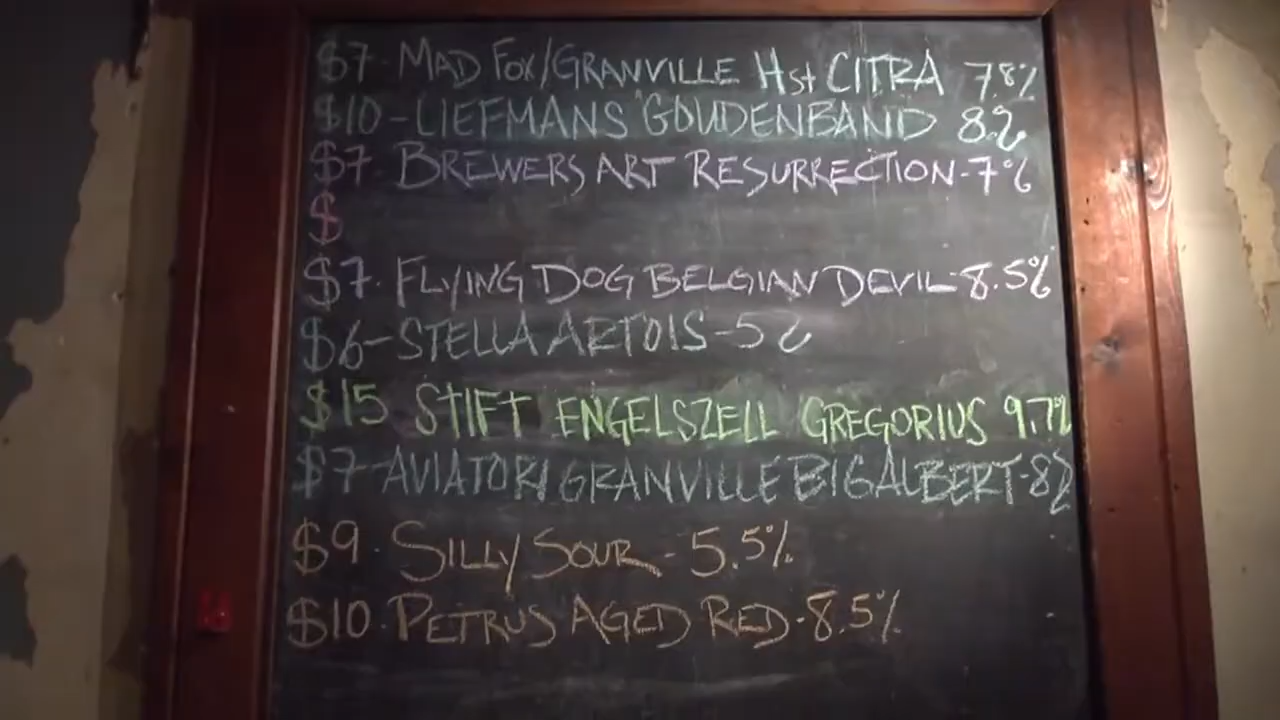 $7-MAD FOX/GRANVILLE HSt CITRA 7.8%
$10-LIEFMANS GOUDENBAND 8%
$7-BREWERS ART RESURRECTION-7%
$
$7-FLYING DOG BELGIAN DEVIL-8.5%
$6-STELLA ARTOIS-5%
$15 STIFT ENGELSZELL GREGORIUS 9.7%
$7-AVIATOR/GRANVILLE BIG ALBERT-8%
$9-SILLY SOUR-5.5%
$10-PETRUS AGED RED-8.5%